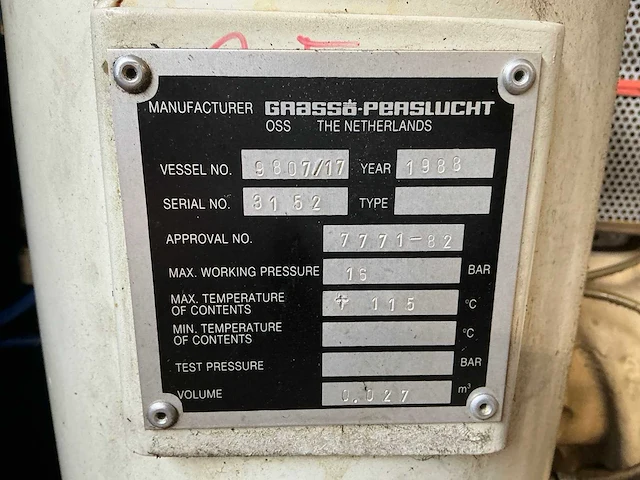 MANUFACTURER GRASSO-PERSLUCHT
OSS THE NETHERLANDS
VESSEL NO. 9807/17 YEAR 1988
SERIAL NO. 3152 TYPE
APPROVAL NO. 7771-82
MAX. WORKING PRESSURE 16 BAR
MAX. TEMPERATURE
OF CONTENTS + 115 °C
MIN. TEMPERATURE
OF CONTENTS °C
TEST PRESSURE BAR
VOLUME 0.027 m³